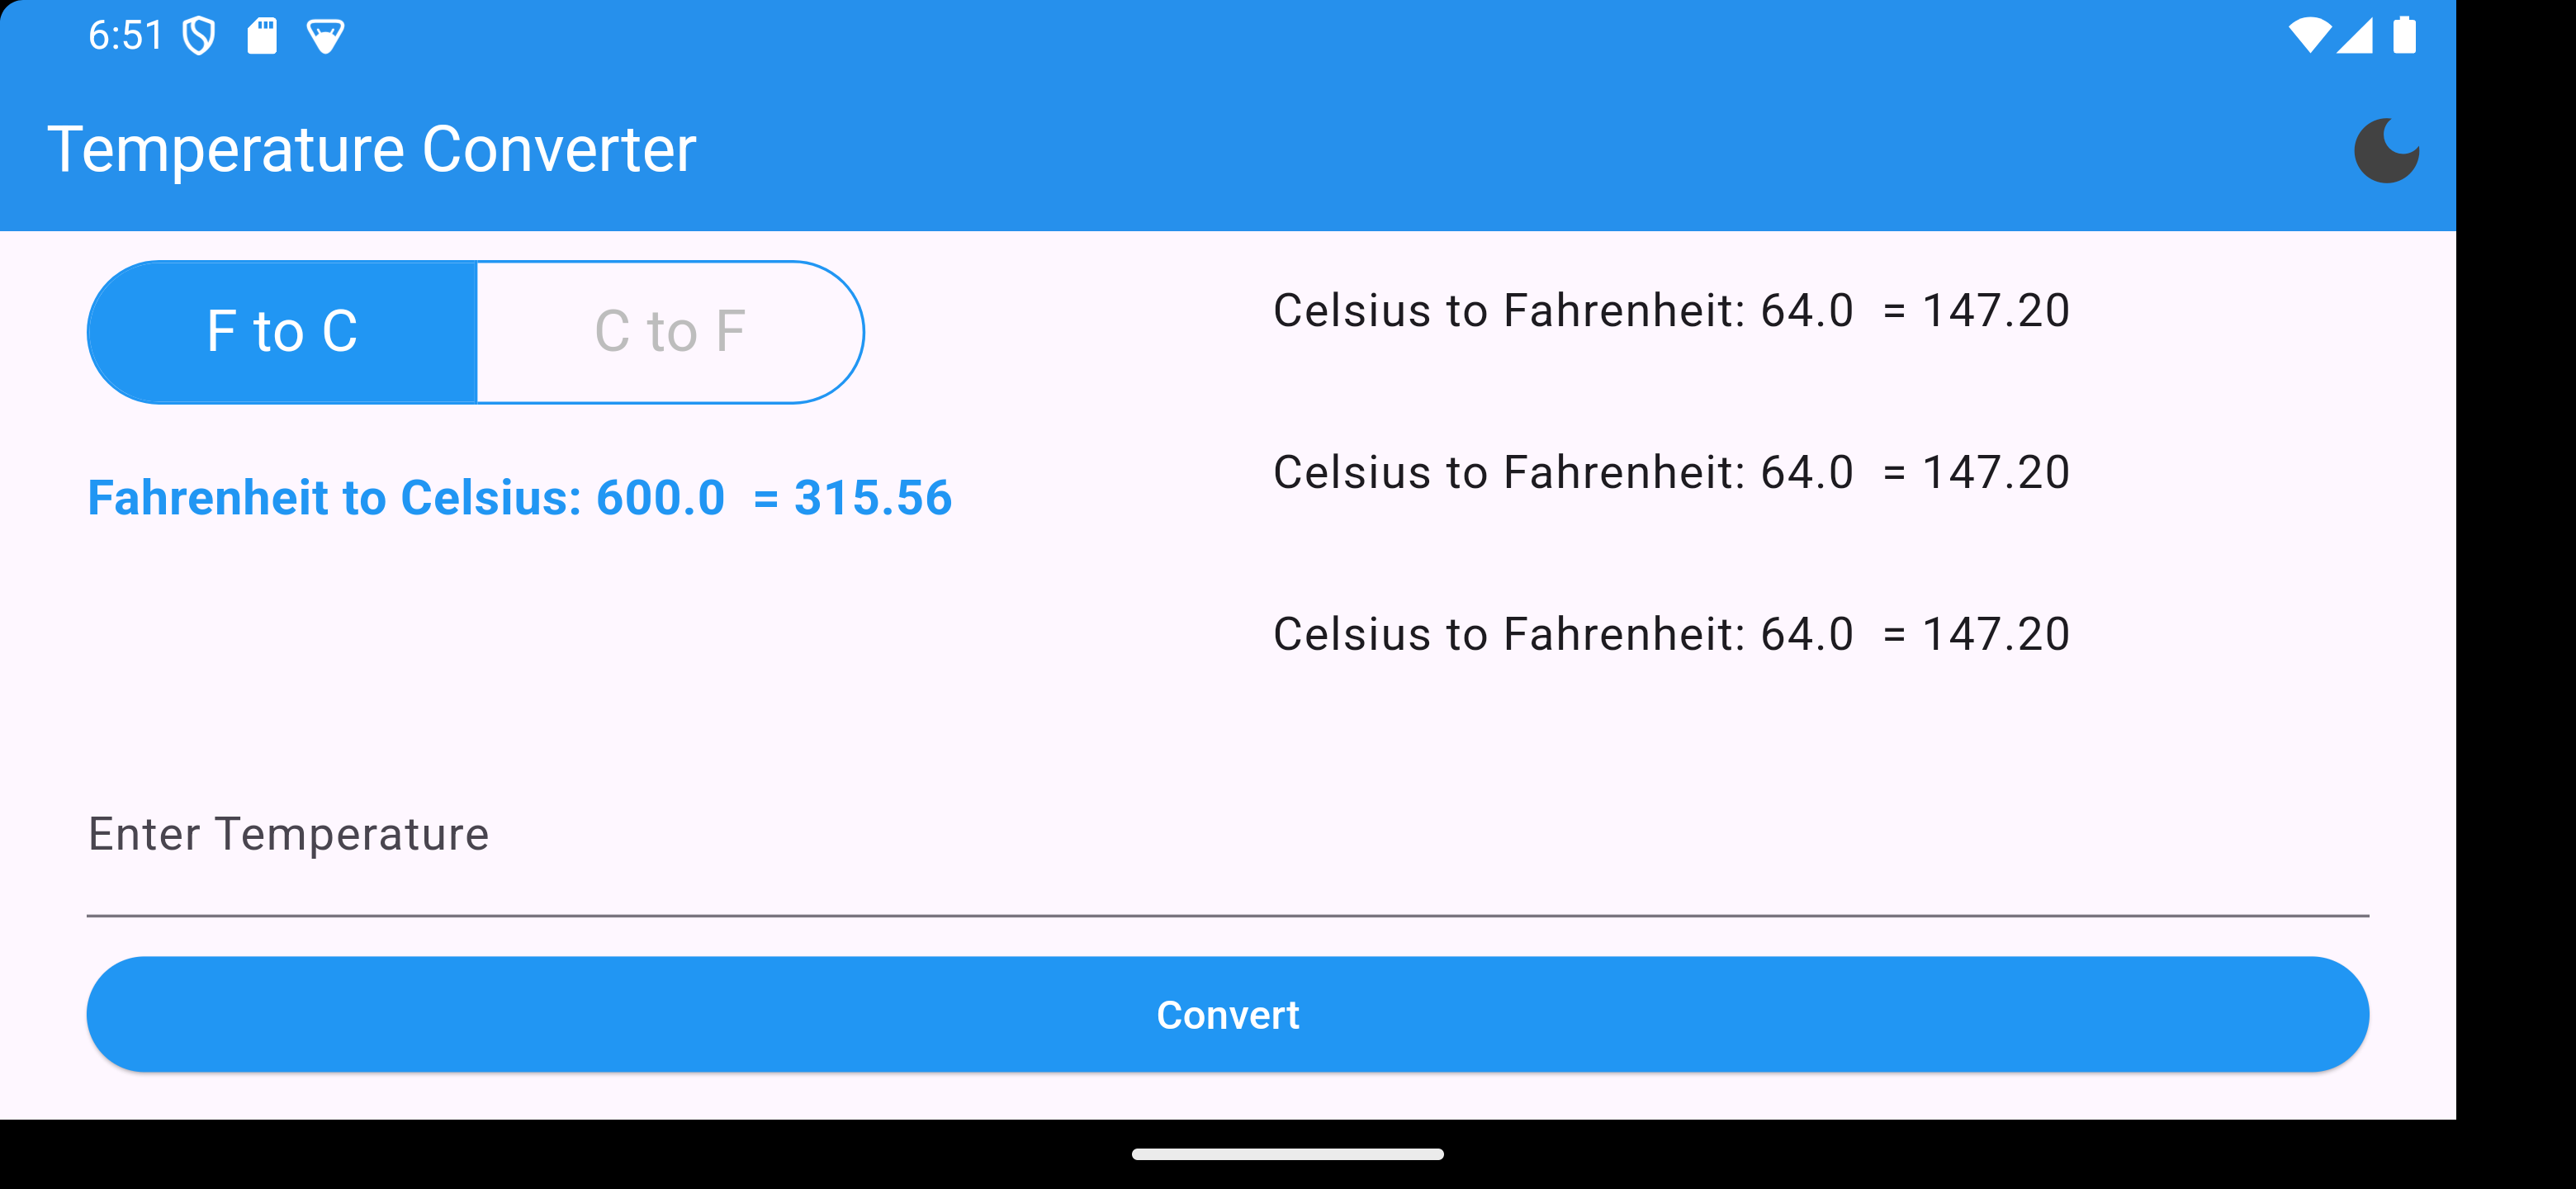 6:51
Temperature Converter
F to C
C to F
Fahrenheit to Celsius: 600.0  = 315.56
Celsius to Fahrenheit: 64.0  = 147.20
Celsius to Fahrenheit: 64.0  = 147.20
Celsius to Fahrenheit: 64.0  = 147.20
Enter Temperature
Convert